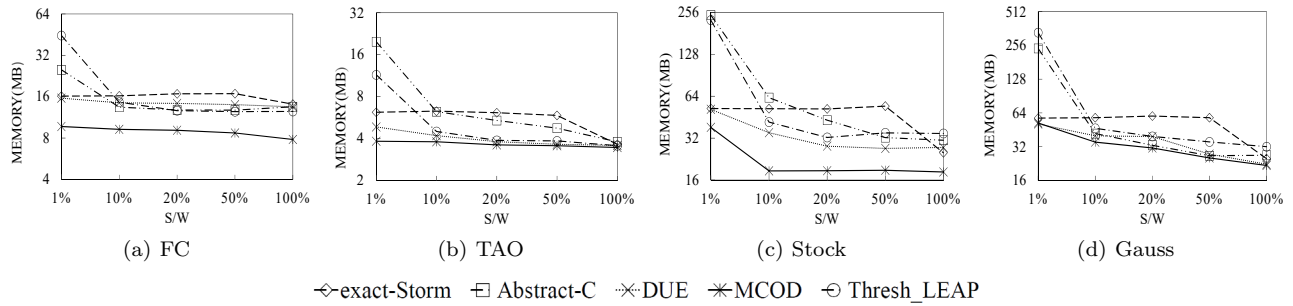 64
32
16
8
4
MEMORY(MB)
1% 10% 20% 50% 100%
S/W
(a) FC
32
16
8
4
2
MEMORY(MB)
1% 10% 20% 50% 100%
S/W
(b) TAO
256
128
64
32
16
MEMORY(MB)
1% 10% 20% 50% 100%
S/W
(c) Stock
512
256
128
64
32
16
MEMORY(MB)
1% 10% 20% 50% 100%
S/W
(d) Gauss
exact-Storm Abstract-C DUE MCOD Thresh_LEAP